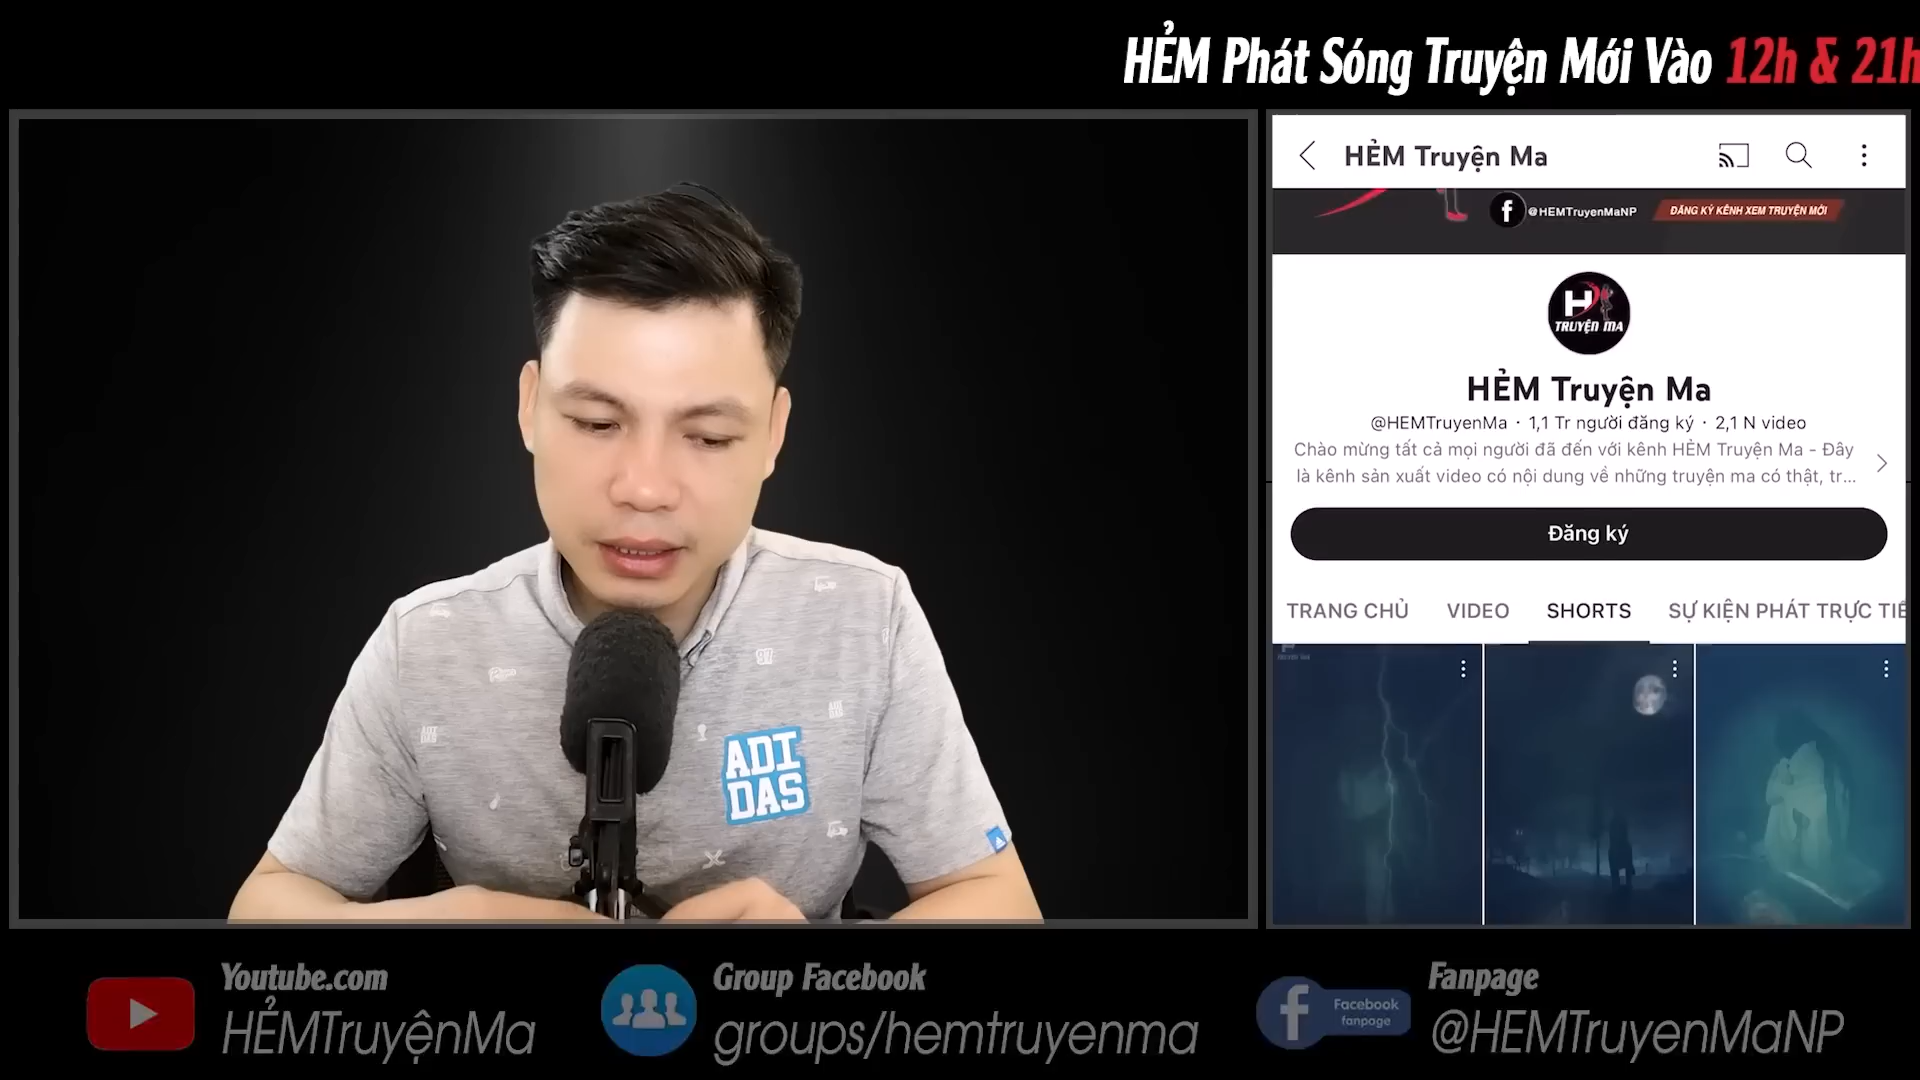 HẺM Phát Sóng Truyện Mới Vào 12h & 21h
HẺM Truyện Ma
@HEMTruyenMaNP
ĐĂNG KÝ KÊNH XEM TRUYỆN MỚI
H
TRUYỆN MA
HẺM Truyện Ma
@HEMTruyenMa · 1,1 Tr người đăng ký · 2,1 N video
Chào mừng tất cả mọi người đã đến với kênh HẺM Truyện Ma - Đây
là kênh sản xuất video có nội dung về những truyện ma có thật, tr...
Đăng ký
TRANG CHỦ VIDEO SHORTS SỰ KIỆN PHÁT TRỰC TIẾ
97
ADI
DAS
Youtube.com
HẺMTruyệnMa
Group Facebook
groups/hemtruyenma
Facebook
fanpage
Fanpage
@HEMTruyenMaNP